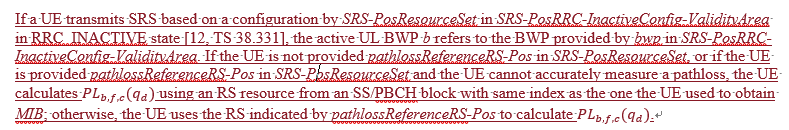 If a UE transmits SRS based on a configuration by SRS-PosResourceSet in SRS-PosRRC-InactiveConfig-ValidityArea
in RRC_INACTIVE state [12, TS 38.331], the active UL BWP b refers to the BWP provided by bwp in SRS-PosRRC-
InactiveConfig-ValidityArea. If the UE is not provided pathlossReferenceRS-Pos in SRS-PosResourceSet, or if the UE
is provided pathlossReferenceRS-Pos in SRS-PosResourceSet and the UE cannot accurately measure a pathloss, the UE
calculates PL_{b,f,c}(q_d) using an RS resource from an SS/PBCH block with same index as the one the UE used to obtain
MIB; otherwise, the UE uses the RS indicated by pathlossReferenceRS-Pos to calculate PL_{b,f,c}(q_d).